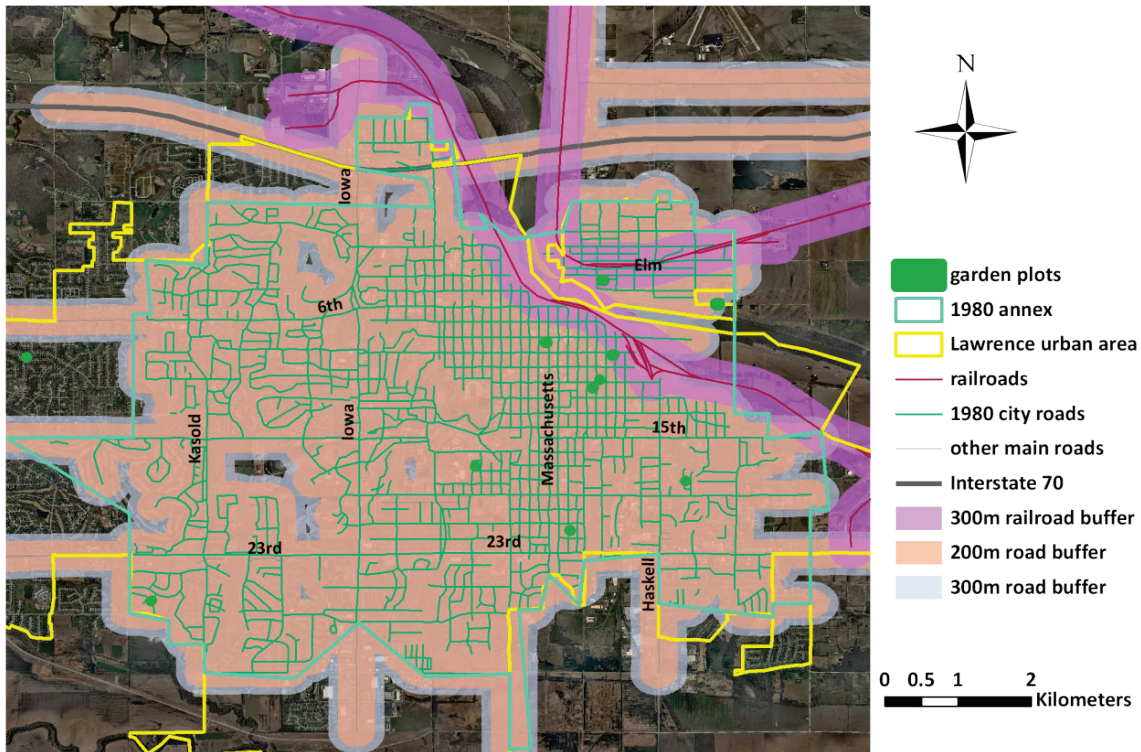 N
Iowa
Elm
6th
Massachusetts
15th
Kasold
Iowa
23rd
23rd
Haskell
garden plots
1980 annex
Lawrence urban area
railroads
1980 city roads
other main roads
Interstate 70
300m railroad buffer
200m road buffer
300m road buffer
0 0.5 1 2
Kilometers